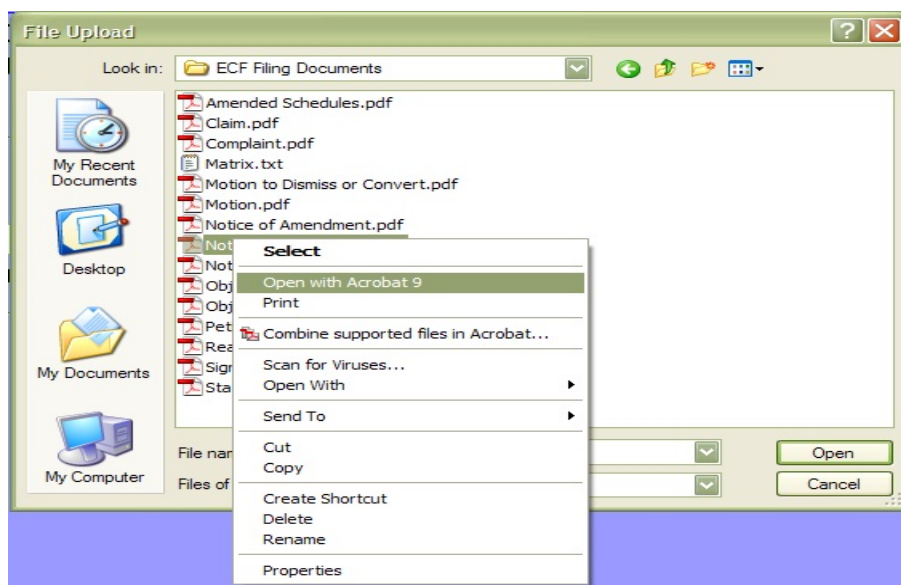 File Upload
Look in: ECF Filing Documents
Amended Schedules.pdf
Claim.pdf
Complaint.pdf
Matrix.txt
Motion to Dismiss or Convert.pdf
Motion.pdf
Notice of Amendment.pdf
Not
Not
Obj
Obj
Pet
Rea
Sign
Sta
My Recent
Documents
Desktop
My Documents
My Computer
Select
Open with Acrobat 9
Print
Combine supported files in Acrobat...
Scan for Viruses...
Open With
Send To
Cut
Copy
Create Shortcut
Delete
Rename
Properties
File nam
Files of
Open
Cancel